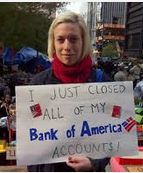 I JUST CLOSED
ALL OF MY
Bank of America
ACCOUNTS!